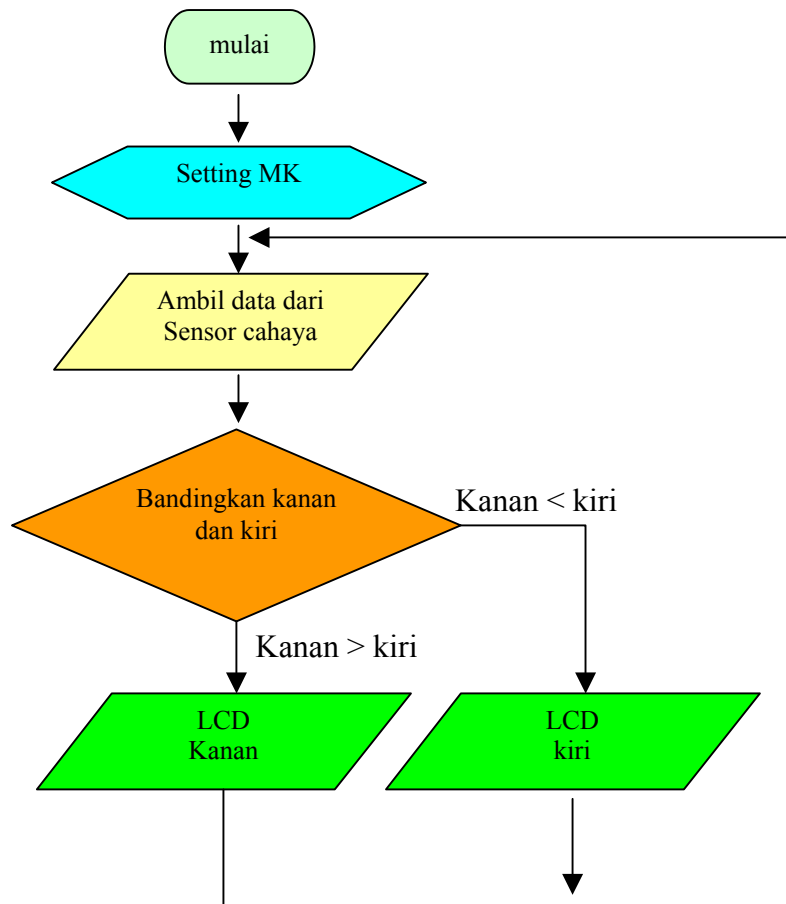 mulai
Setting MK
Ambil data dari
Sensor cahaya
Bandingkan kanan
dan kiri
Kanan < kiri
Kanan > kiri
LCD
Kanan
LCD
kiri